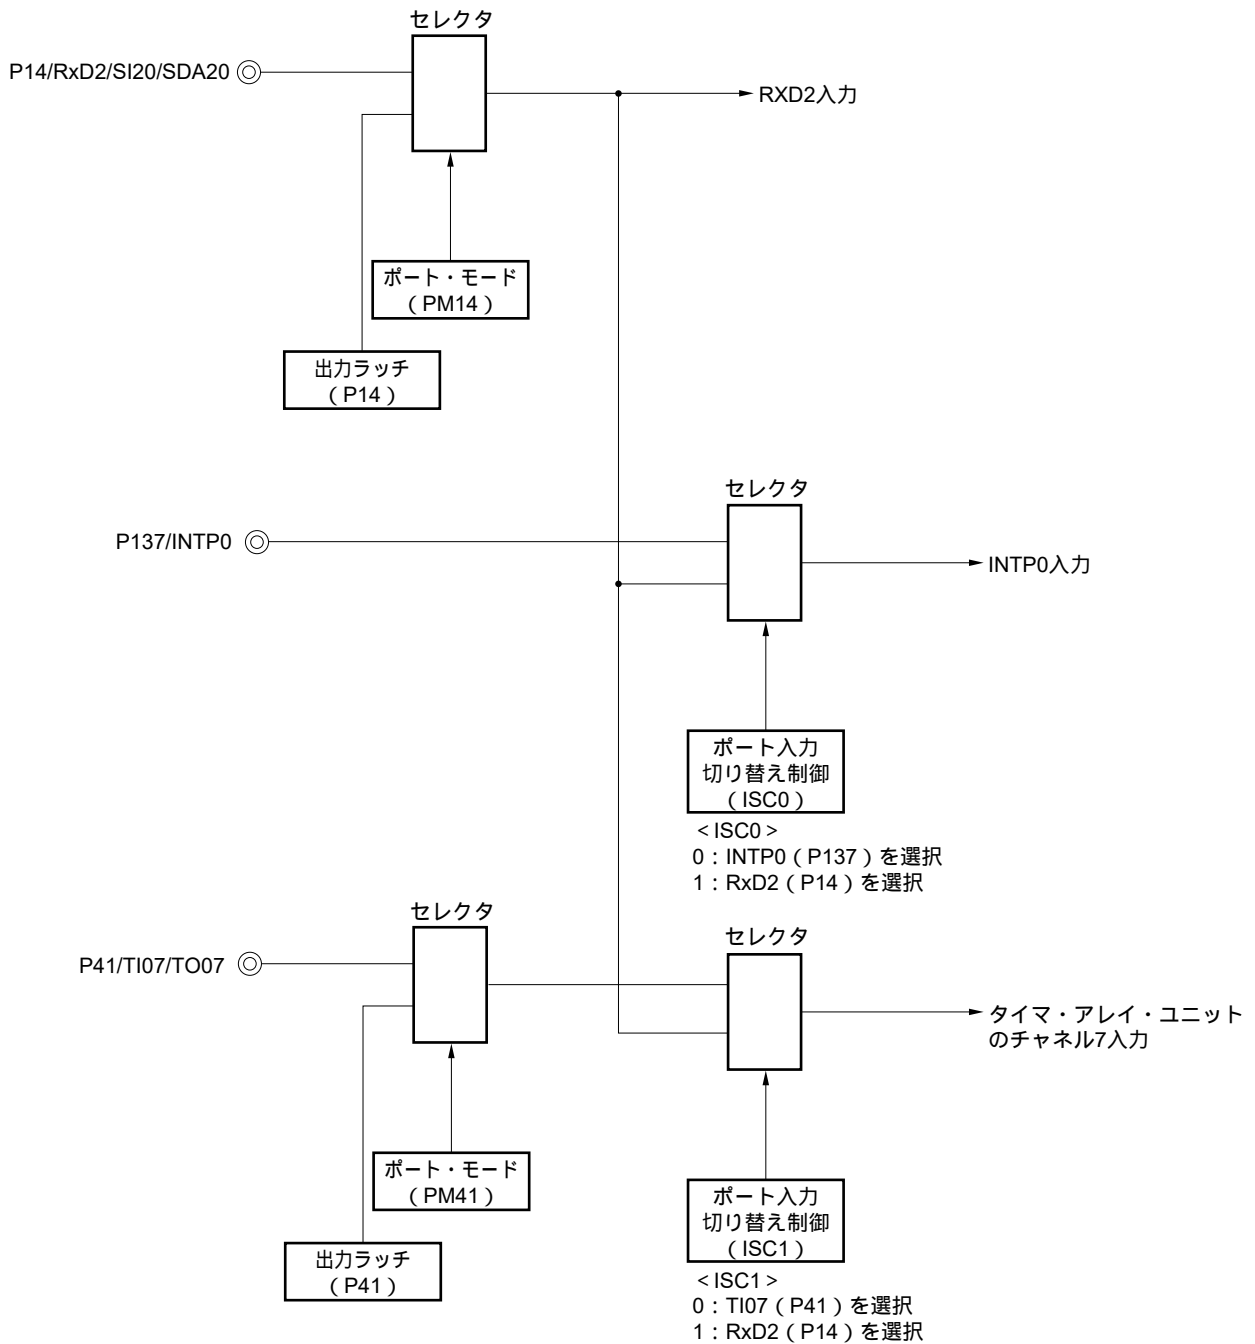 セレクタ
P14/RxD2/SI20/SDA20
RXD2入力
ポート・モード
(PM14)
出力ラッチ
(P14)
セレクタ
P137/INTP0
INTP0入力
ポート入力
切り替え制御
(ISC0)
<ISC0>
0:INTP0(P137)を選択
1:RxD2(P14)を選択
セレクタ
セレクタ
P41/TI07/TO07
タイマ・アレイ・ユニット
のチャネル7入力
ポート・モード
(PM41)
ポート入力
切り替え制御
(ISC1)
出力ラッチ
(P41)
<ISC1>
0:TI07(P41)を選択
1:RxD2(P14)を選択